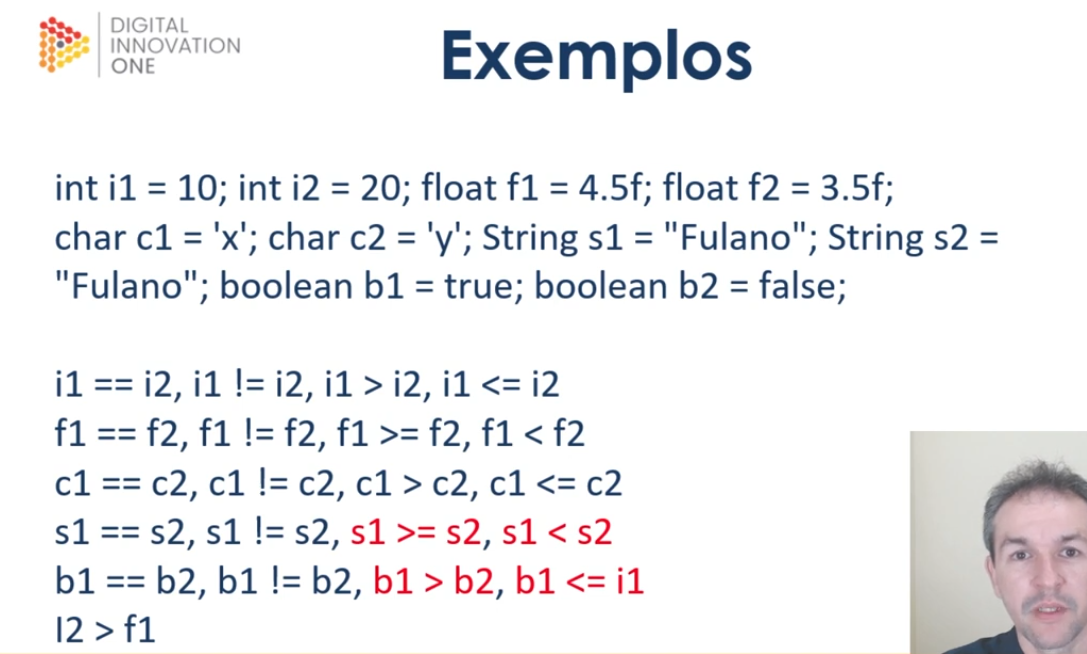 DIGITAL
INNOVATION
ONE
Exemplos
int i1 = 10; int i2 = 20; float f1 = 4.5f; float f2 = 3.5f;
char c1 = 'x'; char c2 = 'y'; String s1 = "Fulano"; String s2 =
"Fulano"; boolean b1 = true; boolean b2 = false;
i1 == i2, i1 != i2, i1 > i2, i1 <= i2
f1 == f2, f1 != f2, f1 >= f2, f1 < f2
c1 == c2, c1 != c2, c1 > c2, c1 <= c2
s1 == s2, s1 != s2, s1 >= s2, s1 < s2
b1 == b2, b1 != b2, b1 > b2, b1 <= i1
I2 > f1